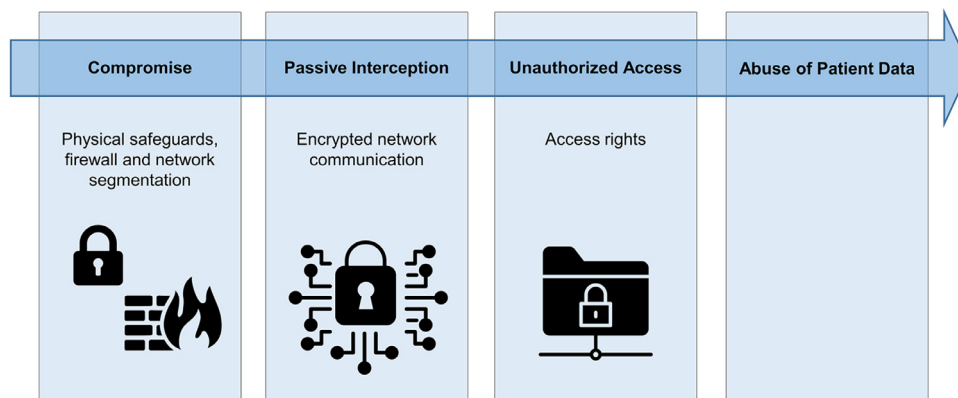 Compromise
Passive Interception
Unauthorized Access
Abuse of Patient Data
Physical safeguards,
firewall and network
segmentation
Encrypted network
communication
Access rights